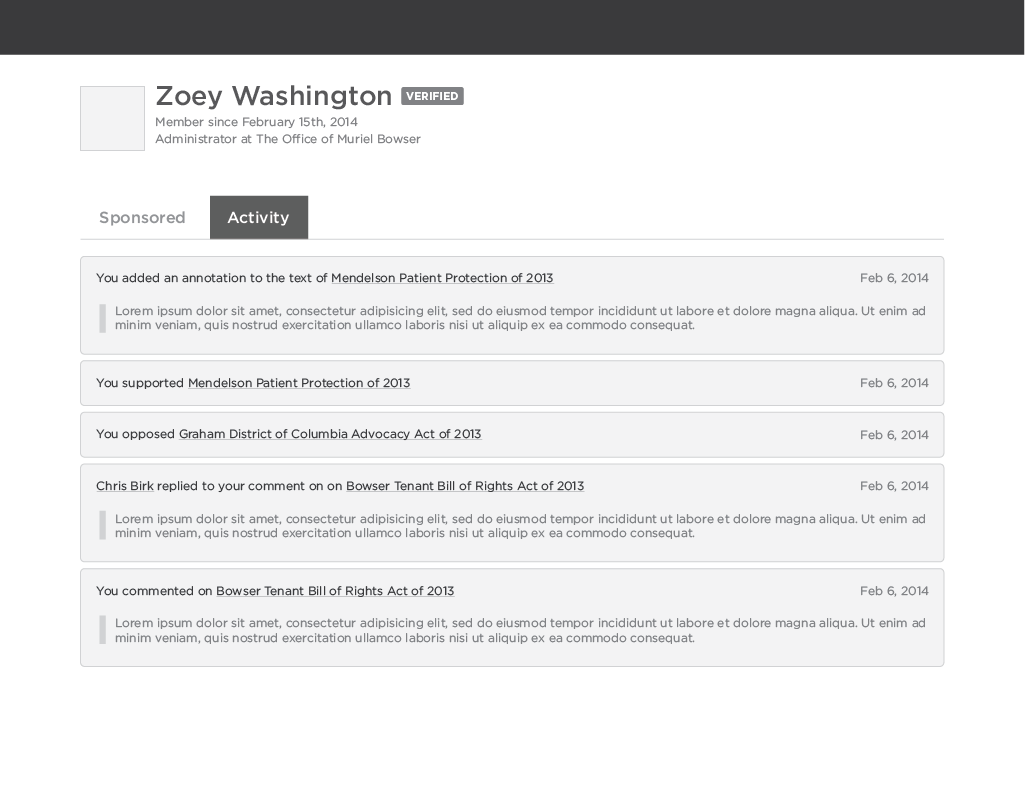 Zoey Washington VERIFIED
Member since February 15th, 2014
Administrator at The Office of Muriel Bowser
Sponsored Activity
You added an annotation to the text of Mendelson Patient Protection of 2013 Feb 6, 2014
Lorem ipsum dolor sit amet, consectetur adipisicing elit, sed do eiusmod tempor incididunt ut labore et dolore magna aliqua. Ut enim ad
minim veniam, quis nostrud exercitation ullamco laboris nisi ut aliquip ex ea commodo consequat.
You supported Mendelson Patient Protection of 2013 Feb 6, 2014
You opposed Graham District of Columbia Advocacy Act of 2013 Feb 6, 2014
Chris Birk replied to your comment on on Bowser Tenant Bill of Rights Act of 2013 Feb 6, 2014
Lorem ipsum dolor sit amet, consectetur adipisicing elit, sed do eiusmod tempor incididunt ut labore et dolore magna aliqua. Ut enim ad
minim veniam, quis nostrud exercitation ullamco laboris nisi ut aliquip ex ea commodo consequat.
You commented on Bowser Tenant Bill of Rights Act of 2013 Feb 6, 2014
Lorem ipsum dolor sit amet, consectetur adipisicing elit, sed do eiusmod tempor incididunt ut labore et dolore magna aliqua. Ut enim ad
minim veniam, quis nostrud exercitation ullamco laboris nisi ut aliquip ex ea commodo consequat.